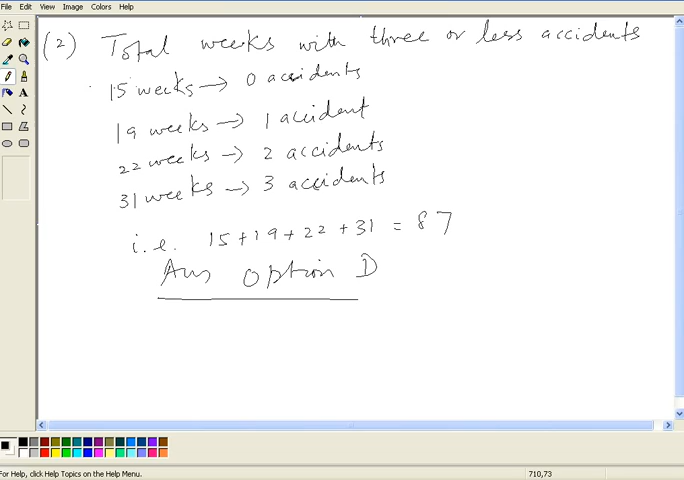 File Edit View Image Colors Help
(2) Total weeks with three or less accidents
15 weeks → 0 accidents
19 weeks → 1 accident
22 weeks → 2 accidents
31 weeks → 3 accidents
i.e. 15+19+22+31 = 87
Ans Option D
For Help, click Help Topics on the Help Menu. 710,73